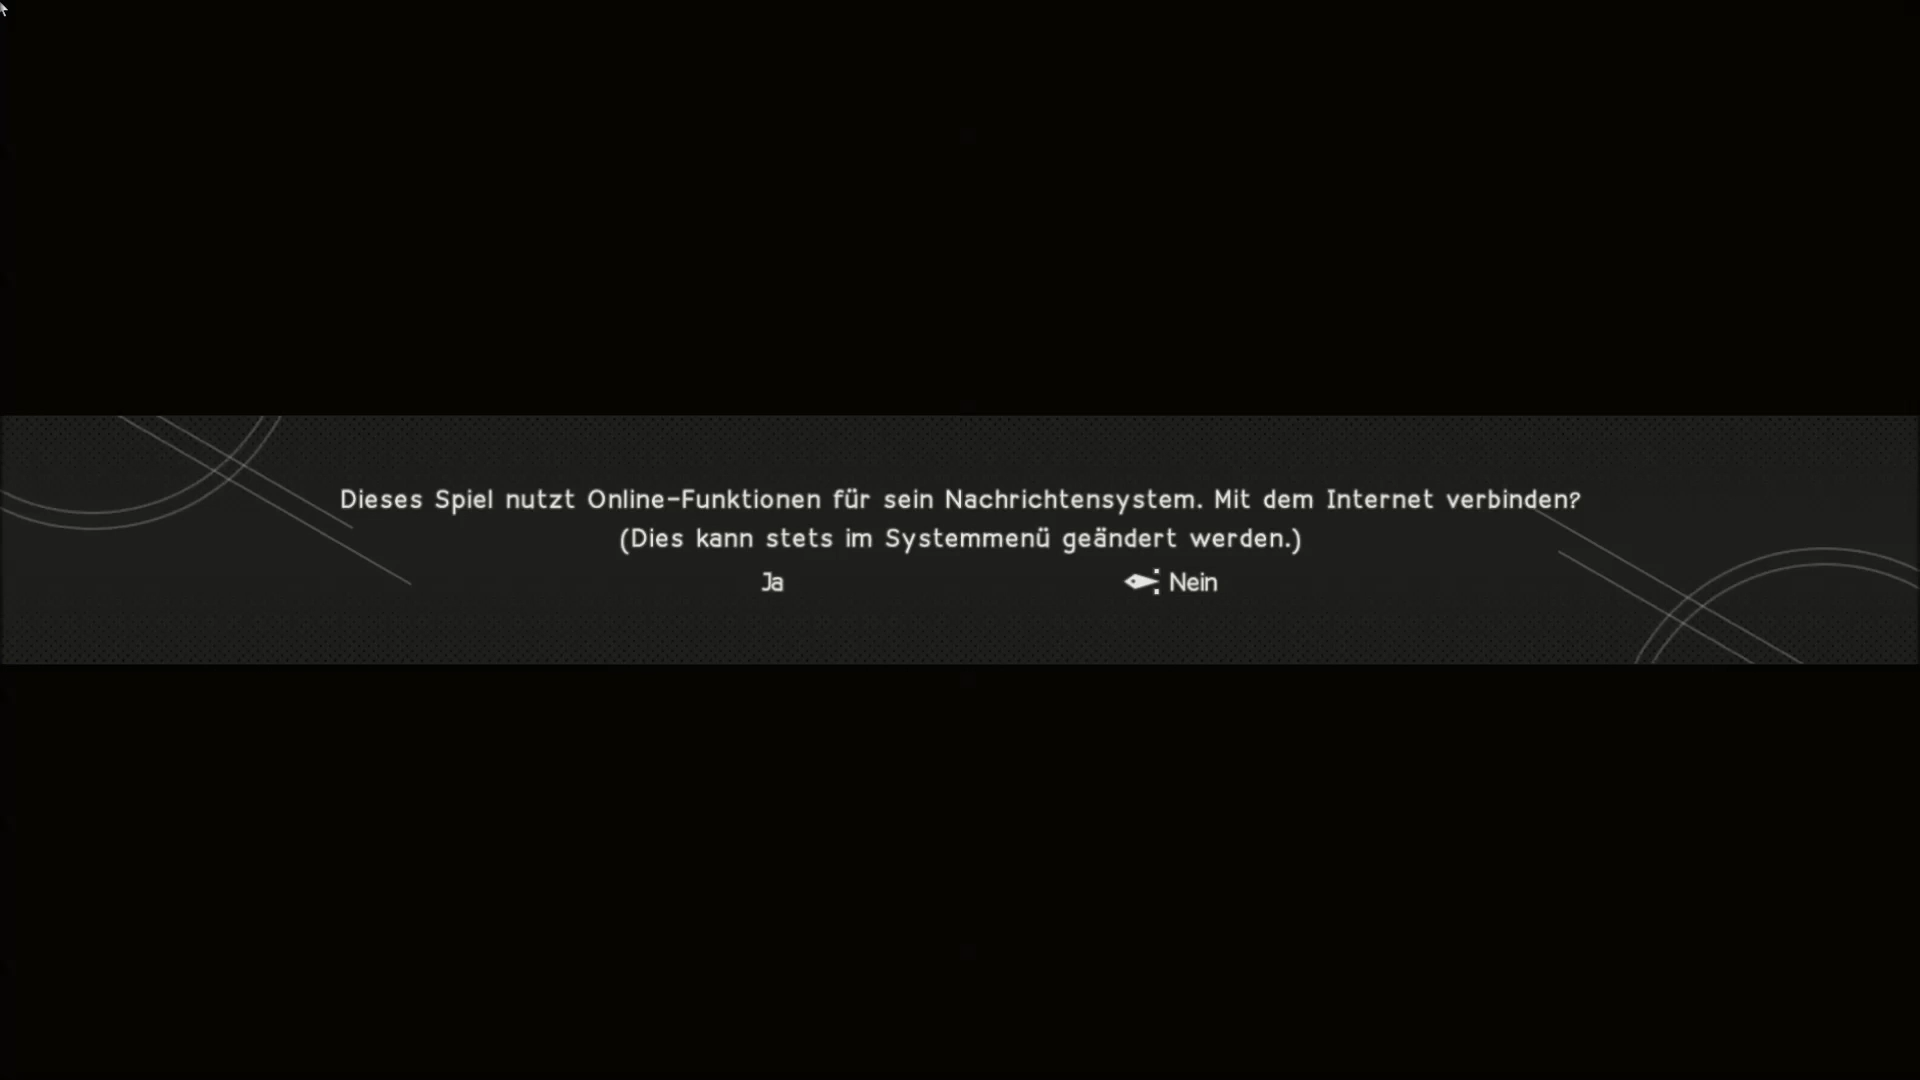 Dieses Spiel nutzt Online-Funktionen für sein Nachrichtensystem. Mit dem Internet verbinden?
(Dies kann stets im Systemmenü geändert werden.)
Ja Nein